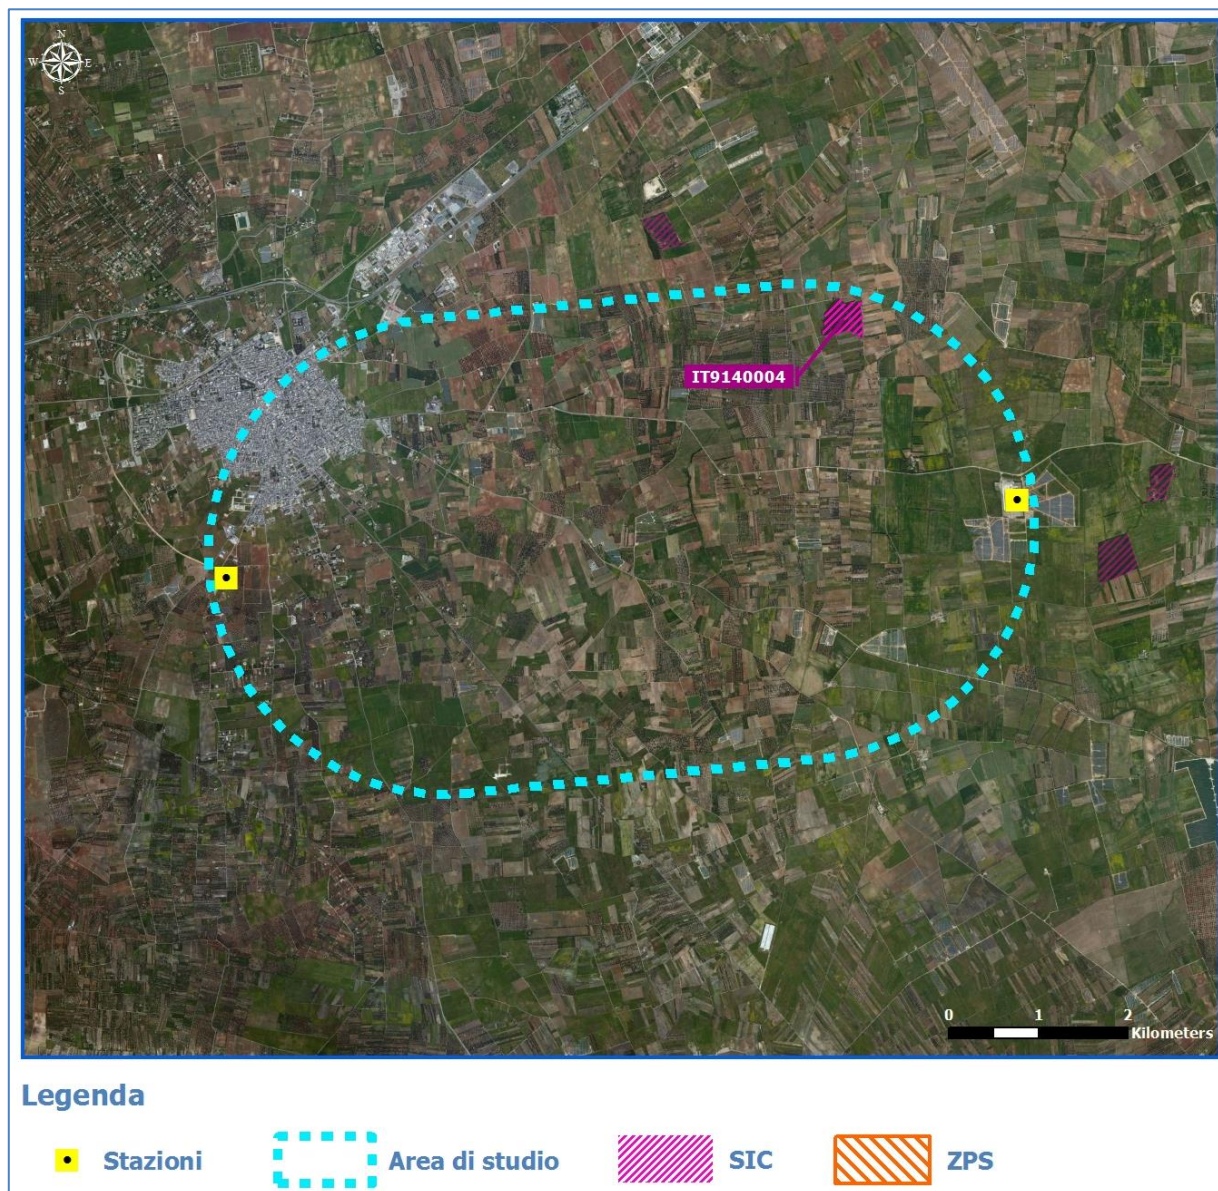 N
W E
S
IT9140004
0 1 2
Kilometers
Legenda
Stazioni
Area di studio
SIC
ZPS